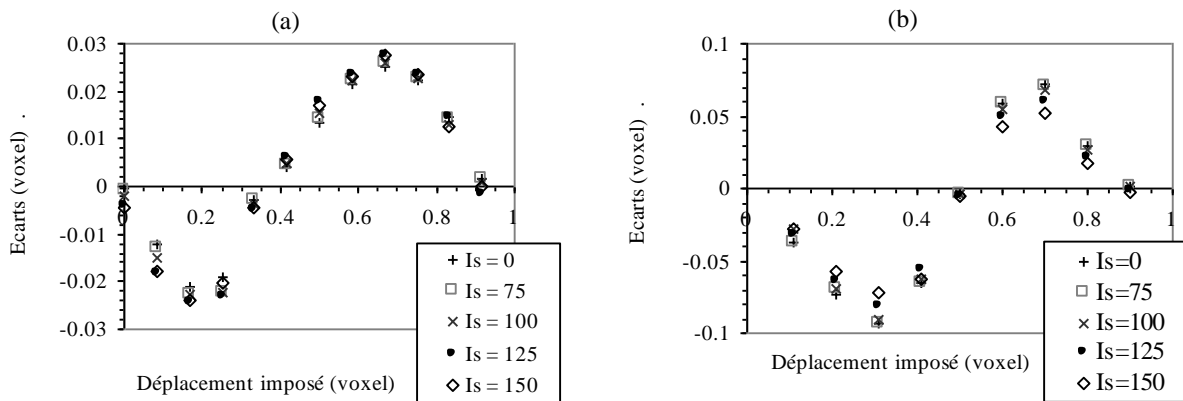 (a)
0.03
0.02
0.01
0
-0.01
-0.02
-0.03
0 0.2 0.4 0.6 0.8 1
Ecarts (voxel) .
Déplacement imposé (voxel)
Is = 0
Is = 75
Is = 100
Is = 125
Is = 150
(b)
0.1
0.05
0
-0.05
-0.1
0 0.2 0.4 0.6 0.8 1
Ecarts (voxel) .
Déplacement imposé (voxel)
Is=0
Is=75
Is=100
Is=125
Is=150